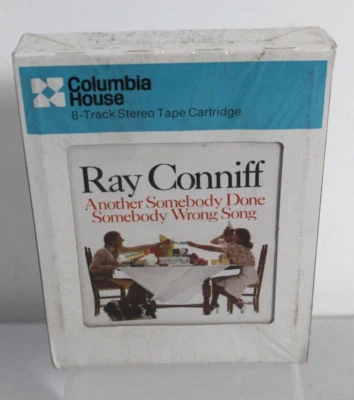 Columbia
House
8-Track Stereo Tape Cartridge
Ray Conniff
Another Somebody Done
Somebody Wrong Song